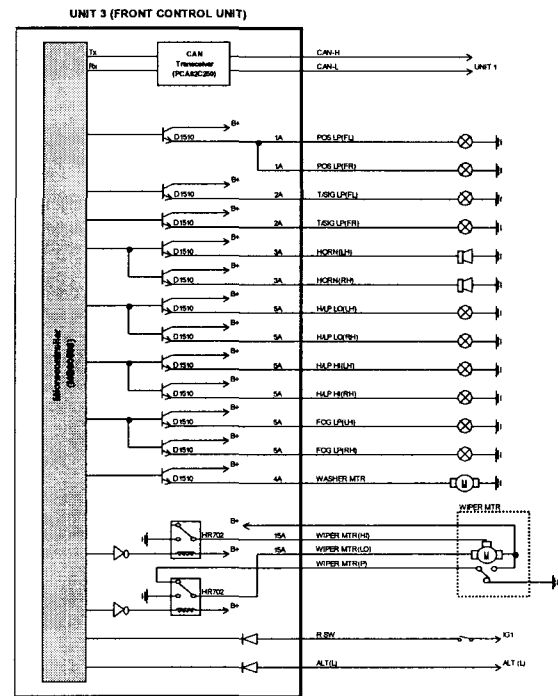 UNIT 3 (FRONT CONTROL UNIT)
Tx
Rx
CAN
Transceiver
(PCA82C250)
CAN-H
CAN-L
UNIT 1
Microcontroller
B+
D1510
1A
POS LP(FL)
1A
POS LP(FR)
B+
D1510
2A
T/SIG LP(FL)
B+
D1510
2A
T/SIG LP(FR)
B+
D1510
3A
HORN(LH)
B+
D1510
3A
HORN(RH)
B+
D1510
5A
H/LP LO(LH)
B+
D1510
5A
H/LP LO(RH)
B+
D1510
5A
H/LP HI(LH)
B+
D1510
5A
H/LP HI(RH)
B+
D1510
5A
FOG LP(LH)
B+
D1510
5A
FOG LP(RH)
B+
D1510
4A
WASHER MTR
M
WIPER MTR
B+
HR702
15A
WIPER MTR(HI)
B+
15A
WIPER MTR(LO)
M
WIPER MTR(P)
HR702
B+
R.SW
IG1
ALT(L)
ALT (L)